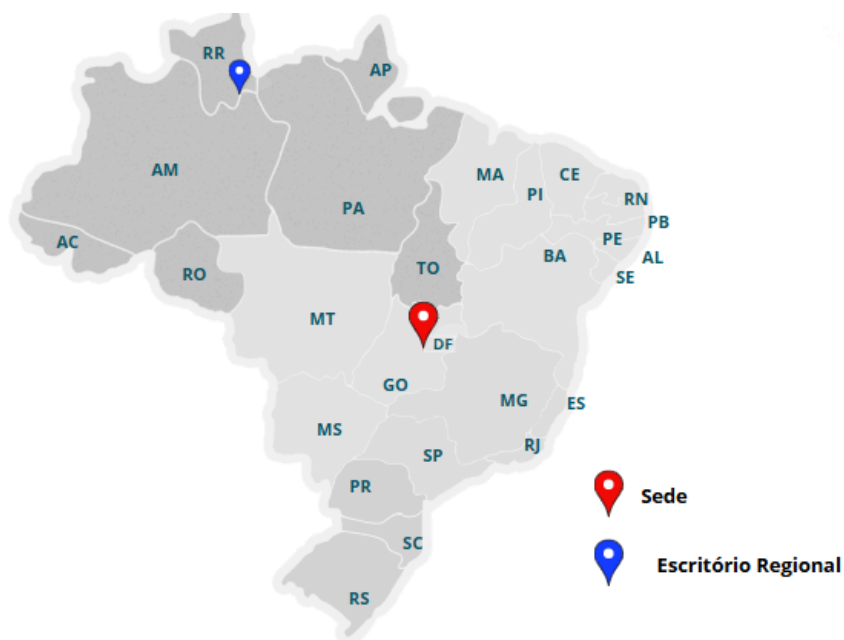 RR
AP
AM
PA
MA
CE
PI
RN
PB
PE
AC
TO
BA
AL
RO
SE
MT
DF
GO
MG
ES
MS
RJ
SP
PR
Sede
SC
Escritório Regional
RS